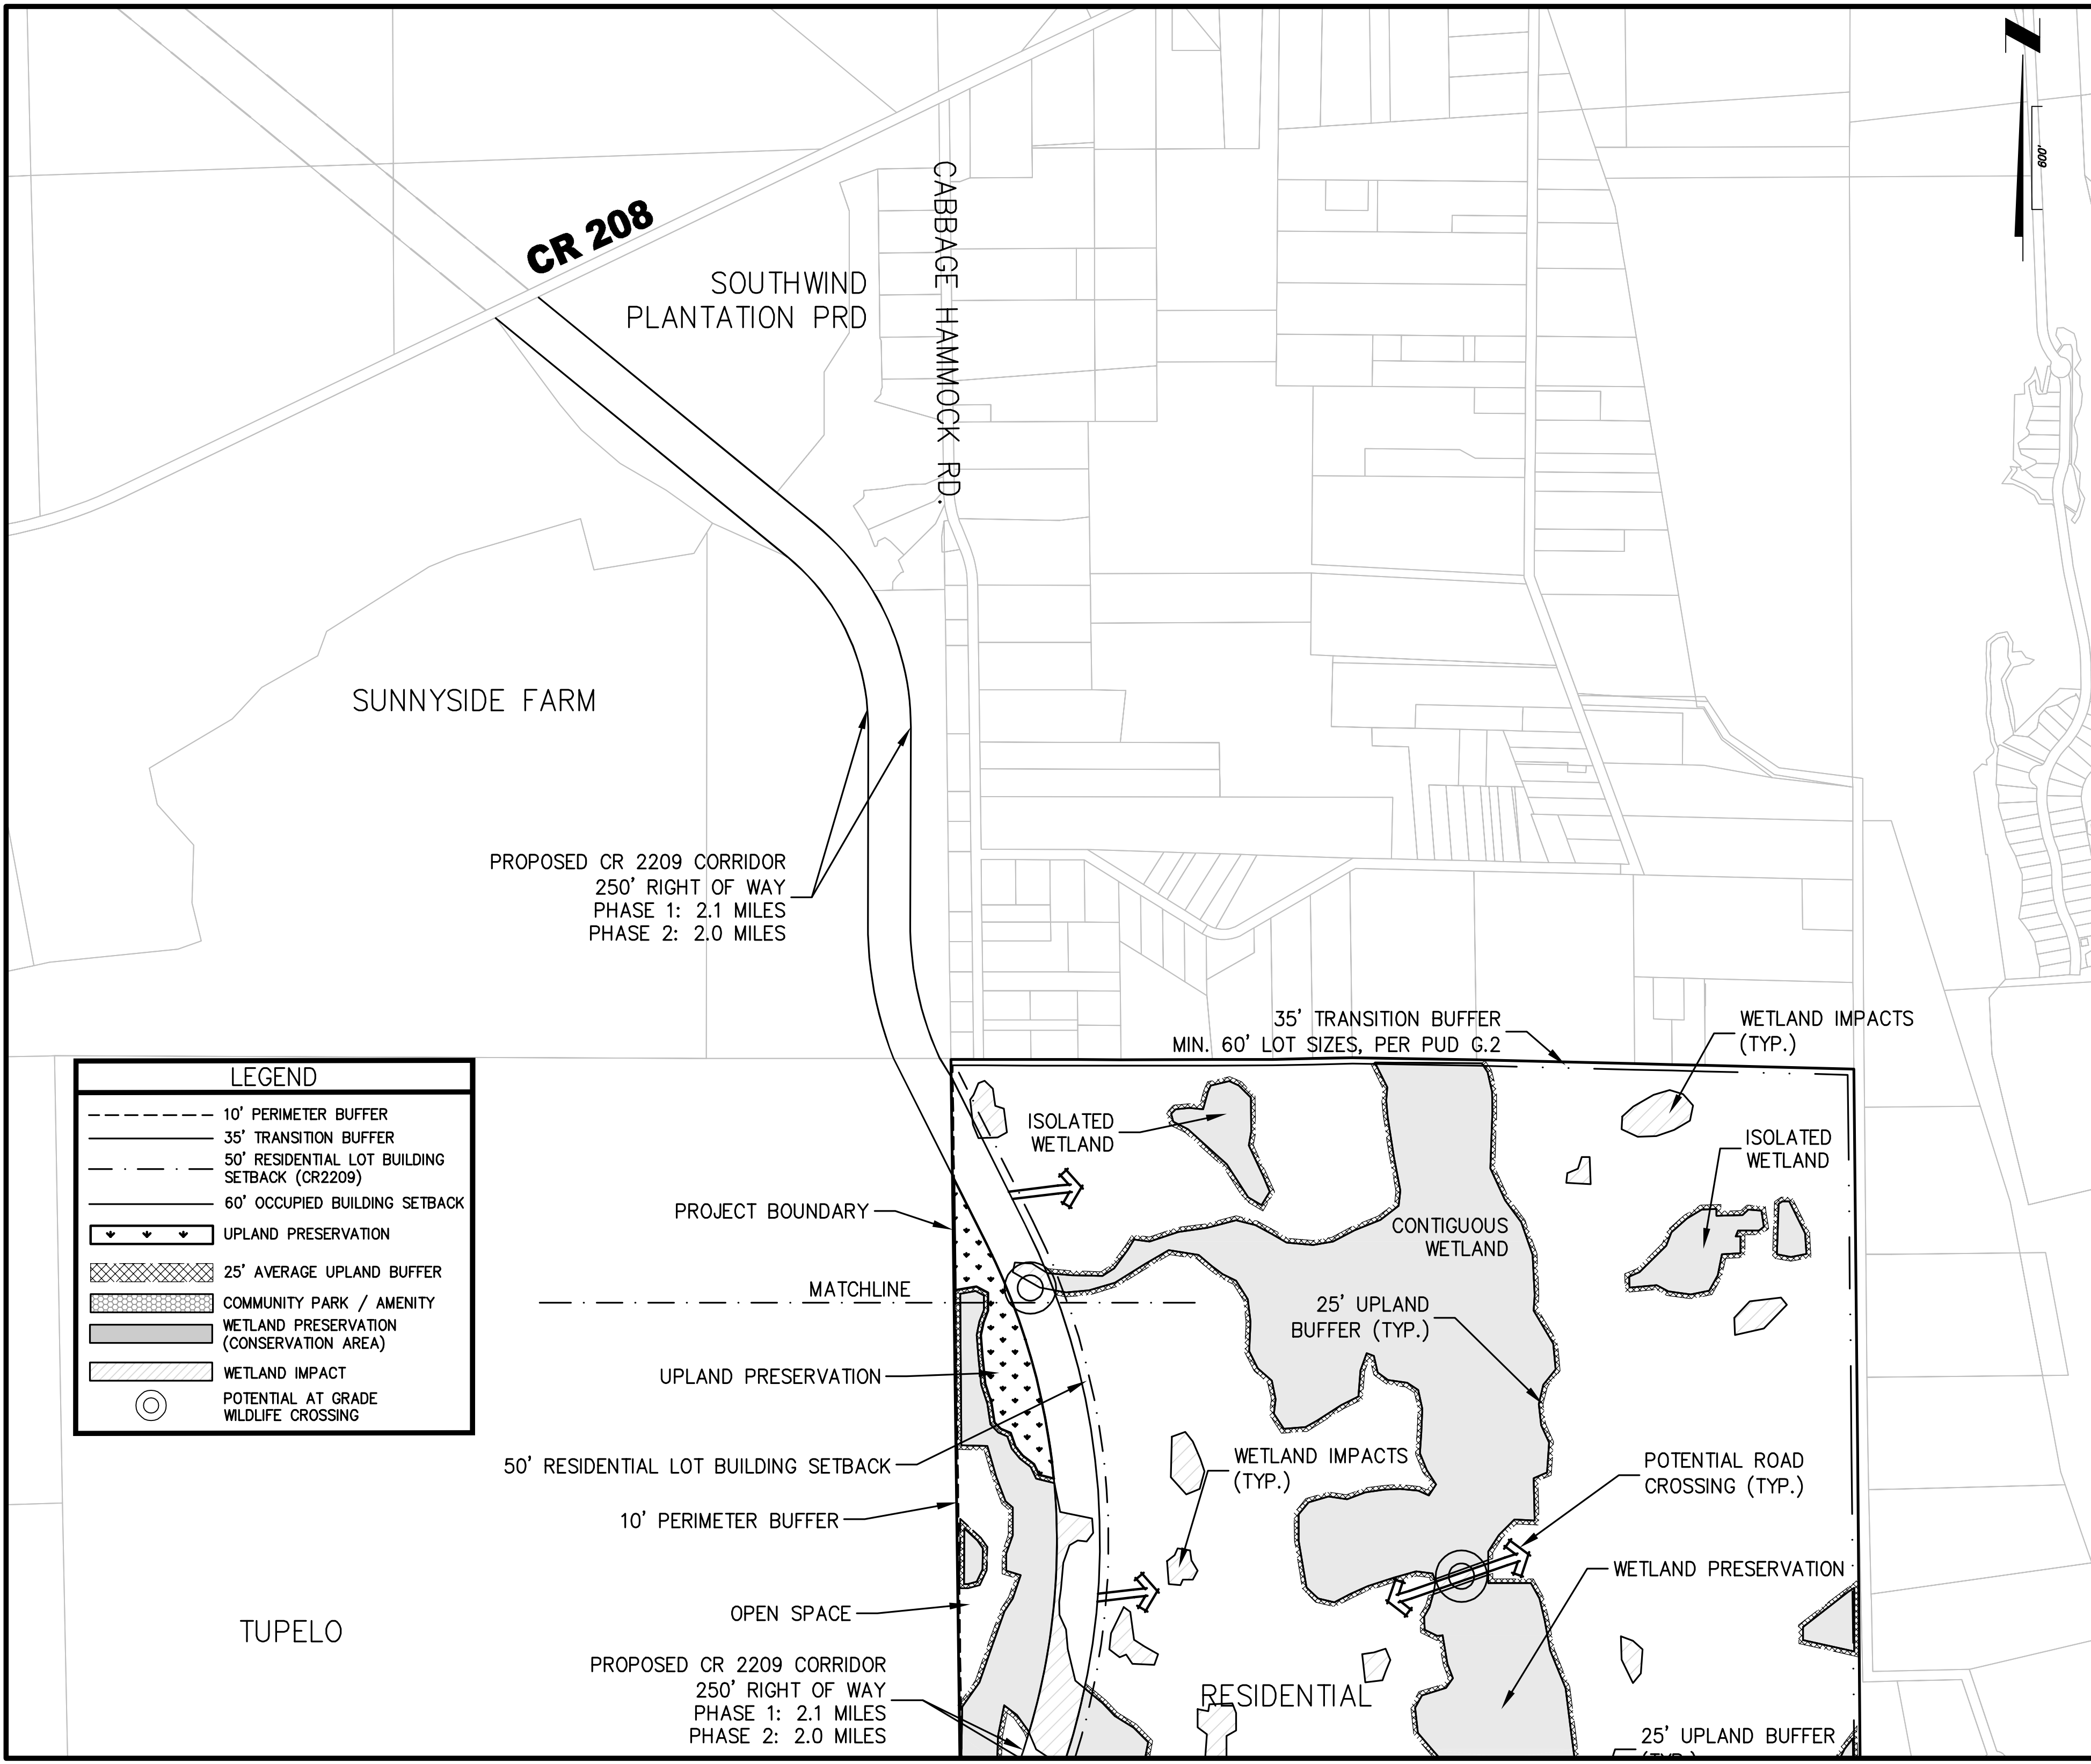 CR 208
SOUTHWIND
PLANTATION PRD
CABBAGE HAMMOCK RD.
600'
SUNNYSIDE FARM
PROPOSED CR 2209 CORRIDOR
250' RIGHT OF WAY
PHASE 1: 2.1 MILES
PHASE 2: 2.0 MILES
35' TRANSITION BUFFER
MIN. 60' LOT SIZES, PER PUD G.2
WETLAND IMPACTS
(TYP.)
LEGEND
10' PERIMETER BUFFER
35' TRANSITION BUFFER
50' RESIDENTIAL LOT BUILDING
SETBACK (CR2209)
60' OCCUPIED BUILDING SETBACK
UPLAND PRESERVATION
25' AVERAGE UPLAND BUFFER
COMMUNITY PARK / AMENITY
WETLAND PRESERVATION
(CONSERVATION AREA)
WETLAND IMPACT
POTENTIAL AT GRADE
WILDLIFE CROSSING
ISOLATED
WETLAND
ISOLATED
WETLAND
PROJECT BOUNDARY
CONTIGUOUS
WETLAND
MATCHLINE
25' UPLAND
BUFFER (TYP.)
UPLAND PRESERVATION
50' RESIDENTIAL LOT BUILDING SETBACK
WETLAND IMPACTS
(TYP.)
POTENTIAL ROAD
CROSSING (TYP.)
10' PERIMETER BUFFER
WETLAND PRESERVATION
OPEN SPACE
TUPELO
PROPOSED CR 2209 CORRIDOR
250' RIGHT OF WAY
PHASE 1: 2.1 MILES
PHASE 2: 2.0 MILES
RESIDENTIAL
25' UPLAND BUFFER
(TYP.)